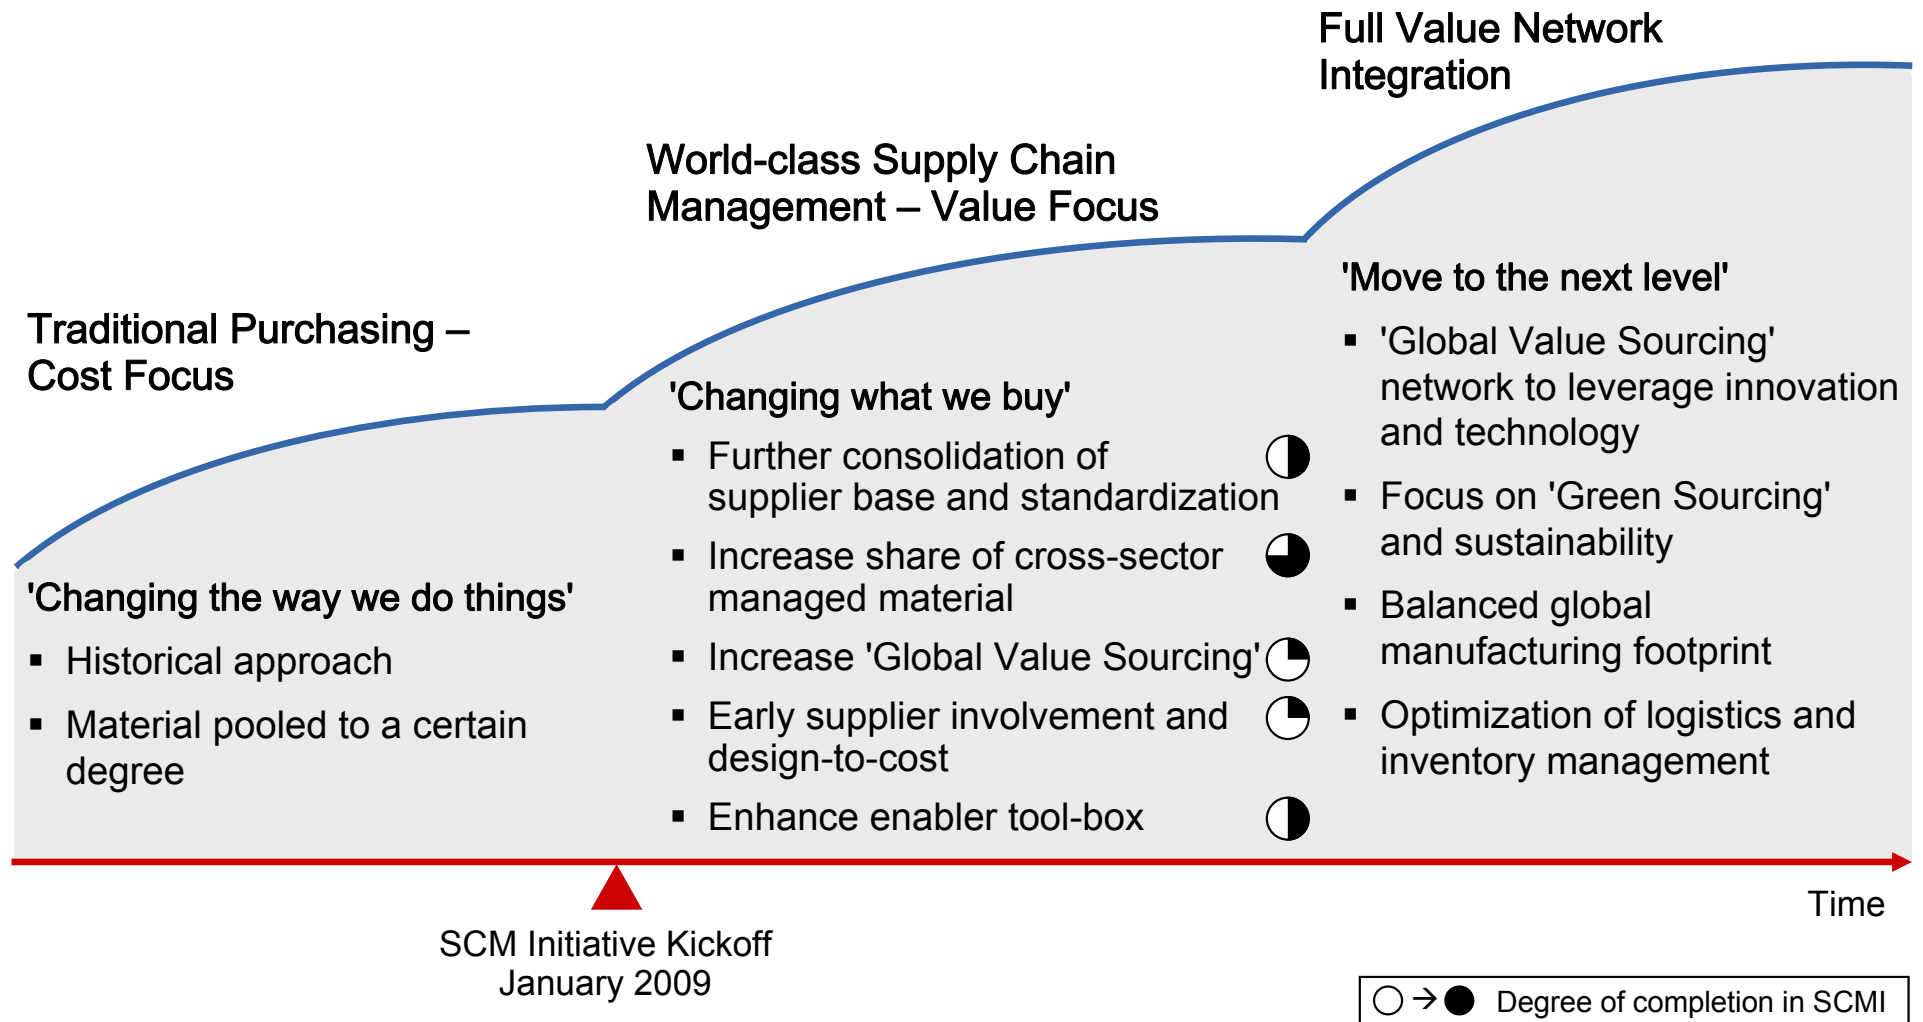 Full Value Network
Integration
World-class Supply Chain
Management – Value Focus
Traditional Purchasing –
Cost Focus
'Changing the way we do things'
▪ Historical approach
▪ Material pooled to a certain
degree
'Changing what we buy'
▪ Further consolidation of
supplier base and standardization
▪ Increase share of cross-sector
managed material
▪ Increase 'Global Value Sourcing'
▪ Early supplier involvement and
design-to-cost
▪ Enhance enabler tool-box
'Move to the next level'
▪ 'Global Value Sourcing'
network to leverage innovation
and technology
▪ Focus on 'Green Sourcing'
and sustainability
▪ Balanced global
manufacturing footprint
▪ Optimization of logistics and
inventory management
Time
SCM Initiative Kickoff
January 2009
Degree of completion in SCMI